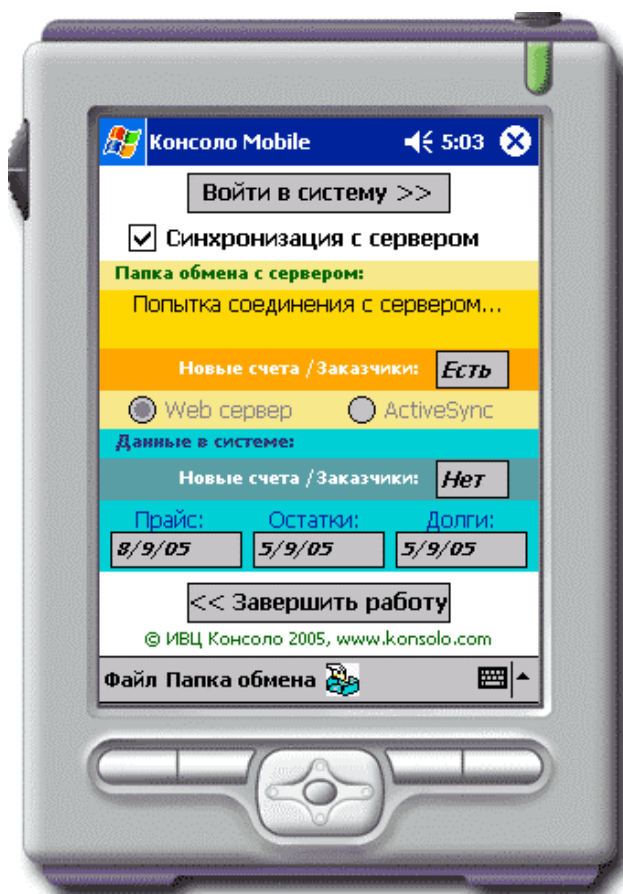 Консоло Mobile 5:03
Войти в систему >>
Синхронизация с сервером
Папка обмена с сервером:
Попытка соединения с сервером...
Новые счета /Заказчики: Есть
Web сервер ActiveSync
Данные в системе:
Новые счета /Заказчики: Нет
Прайс: Остатки: Долги:
8/9/05 5/9/05 5/9/05
<< Завершить работу
© ИВЦ Консоло 2005, www.konsolo.com
Файл Папка обмена